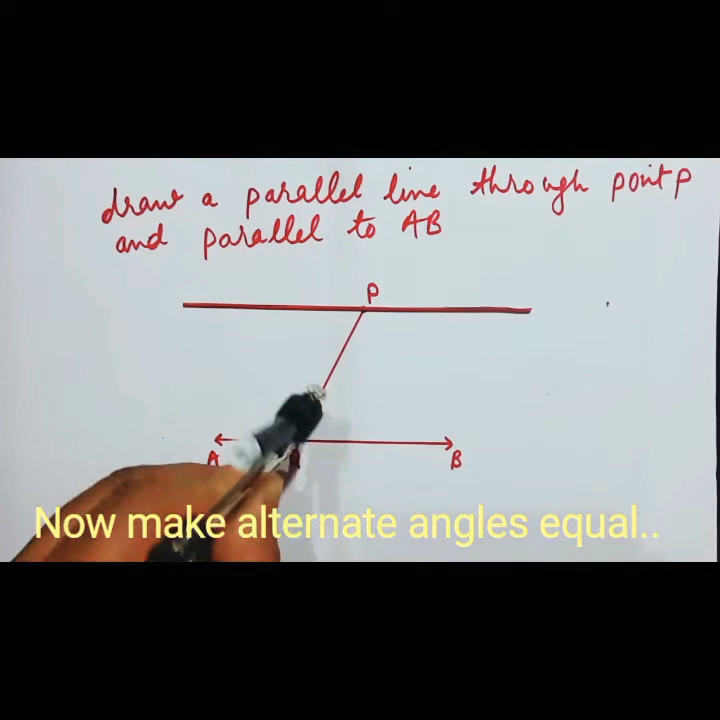 draw a parallel line through point P
and parallel to AB
P
A
B
Now make alternate angles equal..